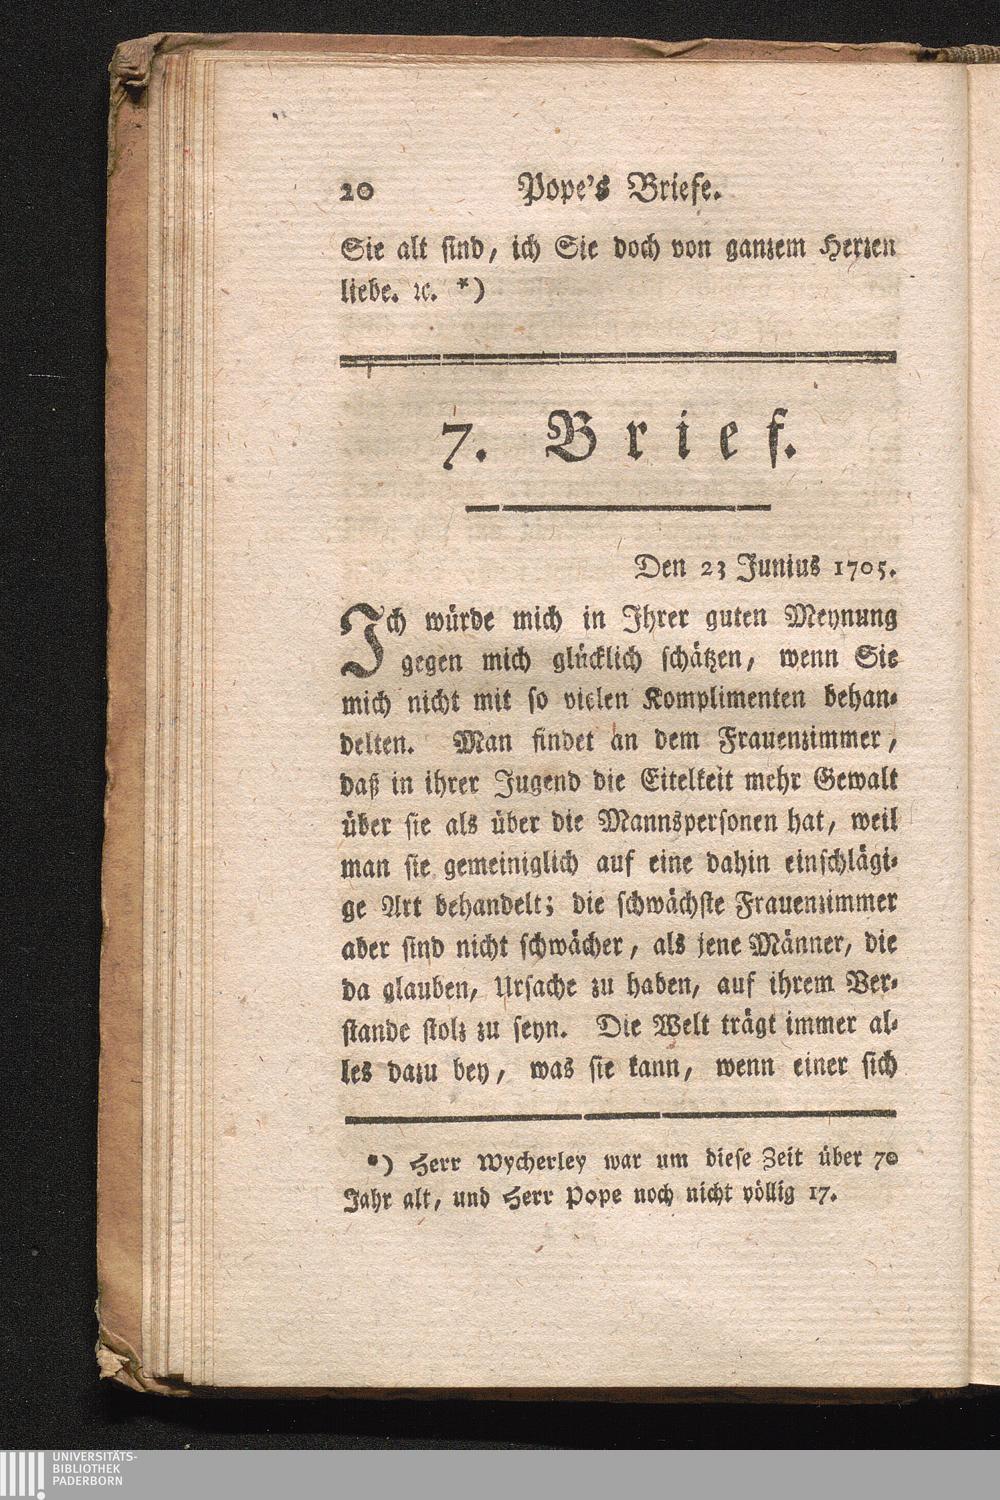 20 Pope's Briefe.
Sie alt sind, ich Sie doch von ganzem Herzen
liebe. ꝛc. *)
7. Brief.
Den 23 Junius 1705.
Ich würde mich in Ihrer guten Meynung
gegen mich glücklich schätzen, wenn Sie
mich nicht mit so vielen Komplimenten behan-
delten. Man findet an dem Frauenzimmer,
daß in ihrer Jugend die Eitelkeit mehr Gewalt
über sie als über die Mannspersonen hat, weil
man sie gemeiniglich auf eine dahin einschlägi-
ge Art behandelt; die schwächste Frauenzimmer
aber sind nicht schwächer, als jene Männer, die
da glauben, Ursache zu haben, auf ihrem Ver-
stande stolz zu seyn. Die Welt trägt immer al-
les dazu bey, was sie kann, wenn einer sich
*) Herr Wycherley war um diese Zeit über 70
Jahr alt, und Herr Pope noch nicht völlig 17.
UNIVERSITÄTS-
BIBLIOTHEK
PADERBORN